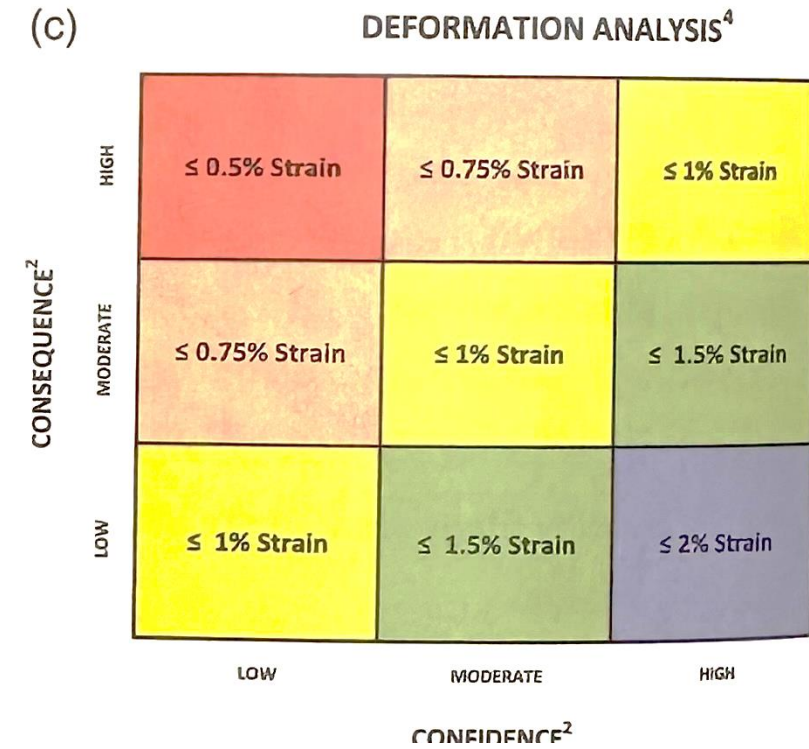 (c)
DEFORMATION ANALYSIS⁴
HIGH
≤ 0.5% Strain
≤ 0.75% Strain
≤ 1% Strain
CONSEQUENCE²
MODERATE
≤ 0.75% Strain
≤ 1% Strain
≤ 1.5% Strain
LOW
≤ 1% Strain
≤ 1.5% Strain
≤ 2% Strain
LOW
MODERATE
HIGH
CONFIDENCE²